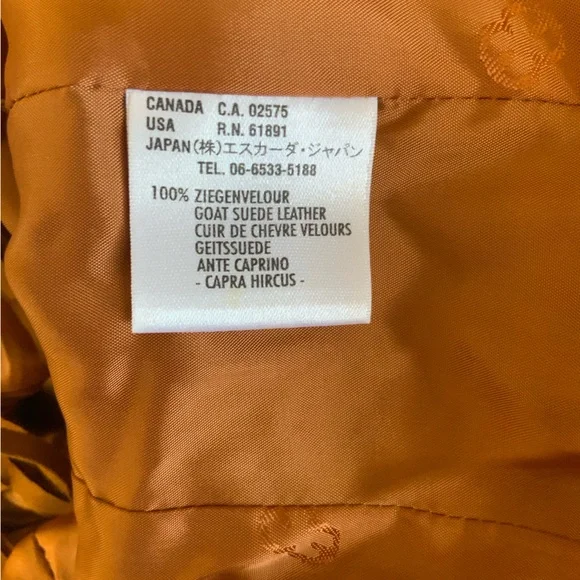 CANADA C.A. 02575
USA R.N. 61891
JAPAN (株)エスカーダ・ジャパン
TEL. 06-6533-5188
100% ZIEGENVELOUR
GOAT SUEDE LEATHER
CUIR DE CHEVRE VELOURS
GEITSSUEDE
ANTE CAPRINO
- CAPRA HIRCUS -